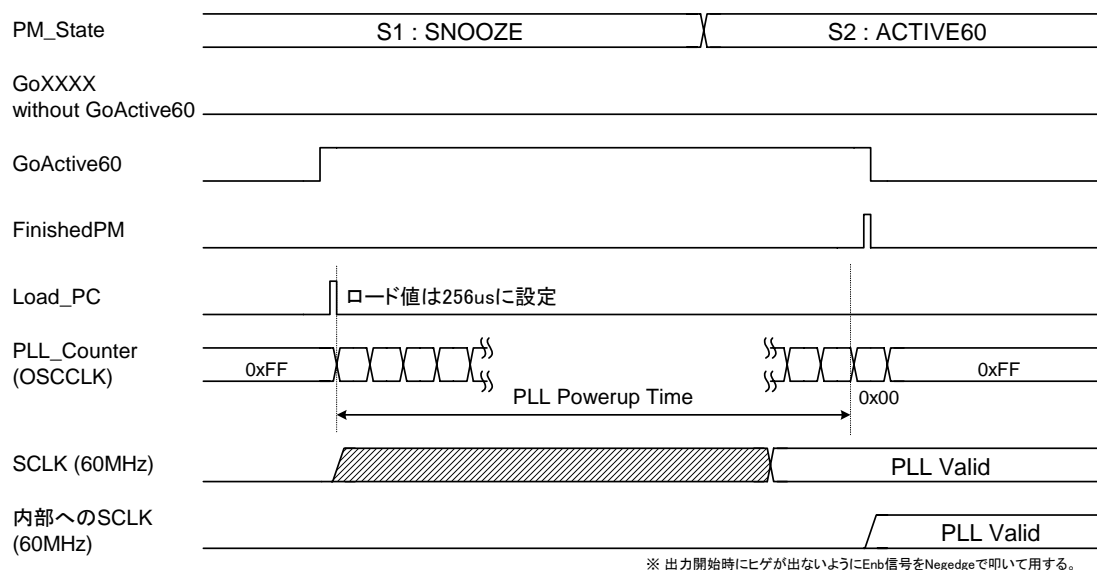 PM_State
S1 : SNOOZE
S2 : ACTIVE60
GoXXXX
without GoActive60
GoActive60
FinishedPM
Load_PC
ロード値は256usに設定
PLL_Counter
(OSCCLK)
0xFF
0xFF
PLL Powerup Time
0x00
SCLK (60MHz)
PLL Valid
内部へのSCLK
(60MHz)
PLL Valid
※ 出力開始時にヒゲが出ないようにEnb信号をNegedgeで叩いて用する。